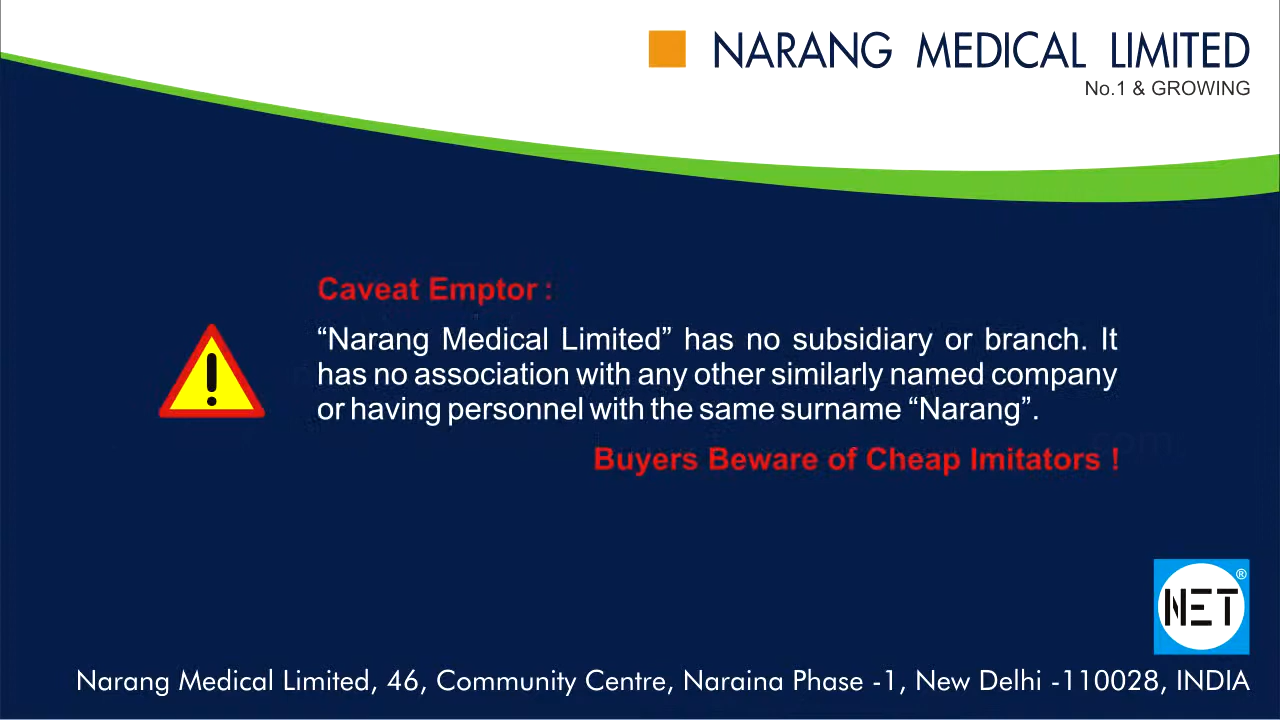 NARANG MEDICAL LIMITED
No.1 & GROWING
Caveat Emptor :
“Narang Medical Limited” has no subsidiary or branch. It
has no association with any other similarly named company
or having personnel with the same surname “Narang”.
Buyers Beware of Cheap Imitators !
NET®
Narang Medical Limited, 46, Community Centre, Naraina Phase -1, New Delhi -110028, INDIA